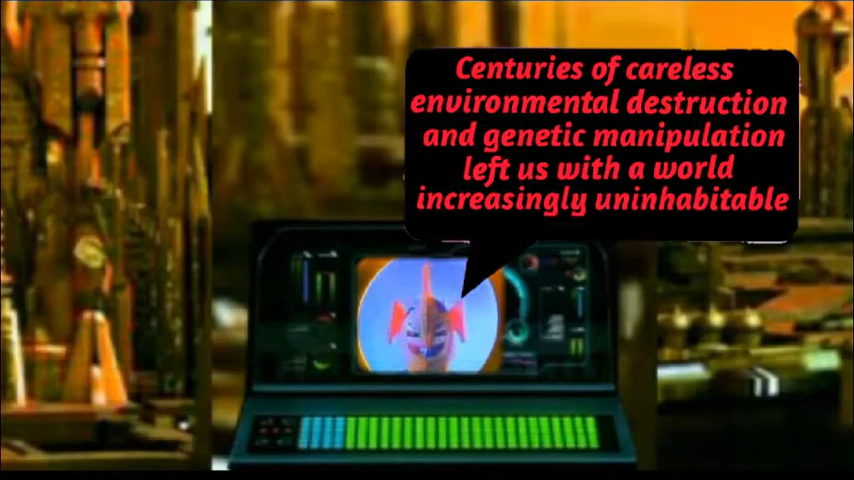 Centuries of careless
environmental destruction
and genetic manipulation
left us with a world
increasingly uninhabitable